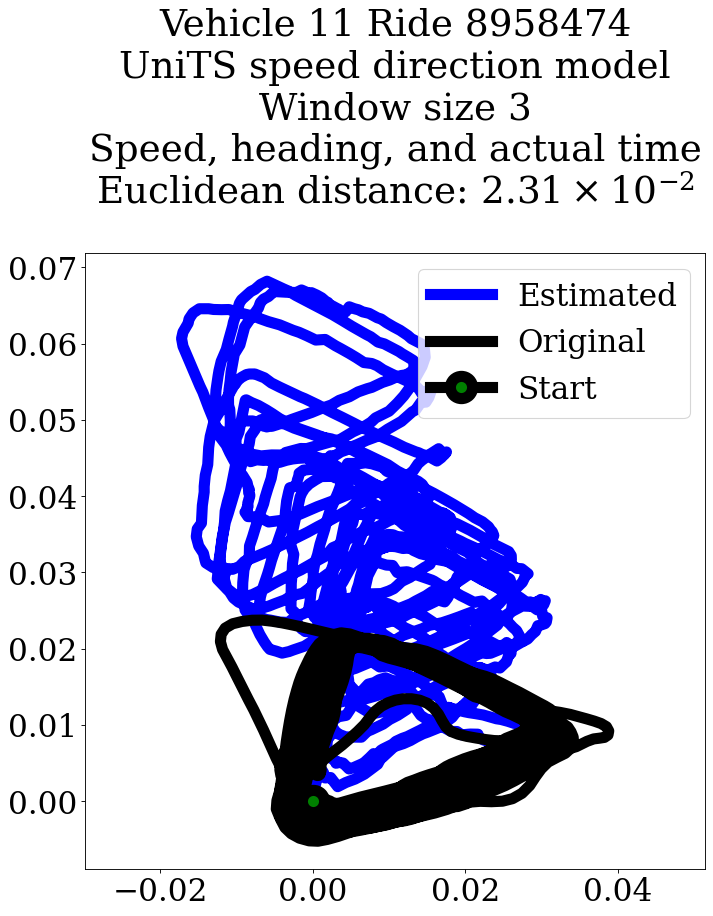 Vehicle 11 Ride 8958474
UniTS speed direction model
Window size 3
Speed, heading, and actual time
Euclidean distance: 2.31 × 10⁻²
Estimated
Original
Start
0.07
0.06
0.05
0.04
0.03
0.02
0.01
0.00
−0.02 0.00 0.02 0.04